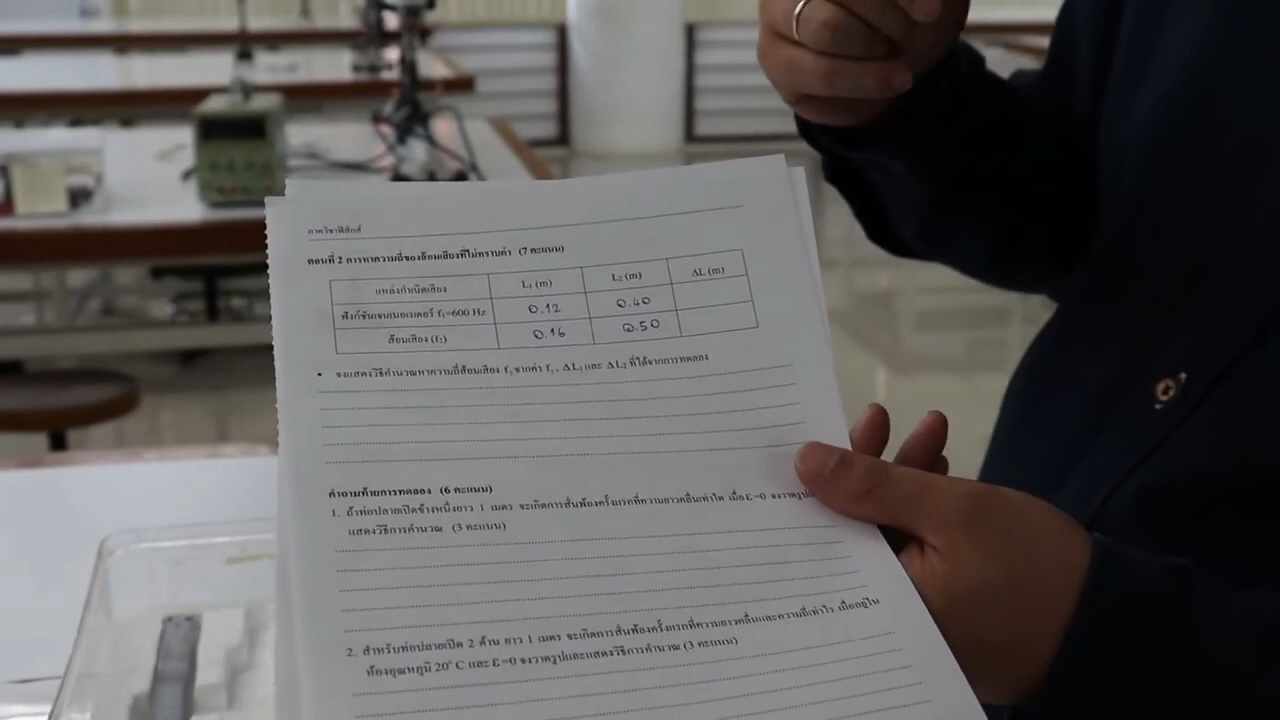 ภาควิชาฟิสิกส์
ตอนที่ 2 การหาความถี่ของส้อมเสียงที่ไม่ทราบค่า (7 คะแนน)
แหล่งกำเนิดเสียง L₁ (m) L₂ (m) ΔL (m)
ฟังก์ชันเจนเนอเรเตอร์ f₁=600 Hz 0.12 0.40
ส้อมเสียง (f₂) 0.16 0.50
• จงแสดงวิธีคำนวณหาความถี่ส้อมเสียง f₂ จากค่า f₁ , ΔL₁ และ ΔL₂ ที่ได้จากการทดลอง
คำถามท้ายการทดลอง (6 คะแนน)
1. ถ้าท่อปลายเปิดข้างหนึ่งยาว 1 เมตร จะเกิดการสั่นพ้องครั้งแรกที่ความยาวคลื่นเท่าใด เมื่อ ε=0 จงวาดรูป
แสดงวิธีการคำนวณ (3 คะแนน)
2. สำหรับท่อปลายเปิด 2 ด้าน ยาว 1 เมตร จะเกิดการสั่นพ้องครั้งแรกที่ความยาวคลื่นและความถี่เท่าไร เมื่ออยู่ใน
ห้องอุณหภูมิ 20° C และ ε=0 จงวาดรูปและแสดงวิธีการคำนวณ (3 คะแนน)